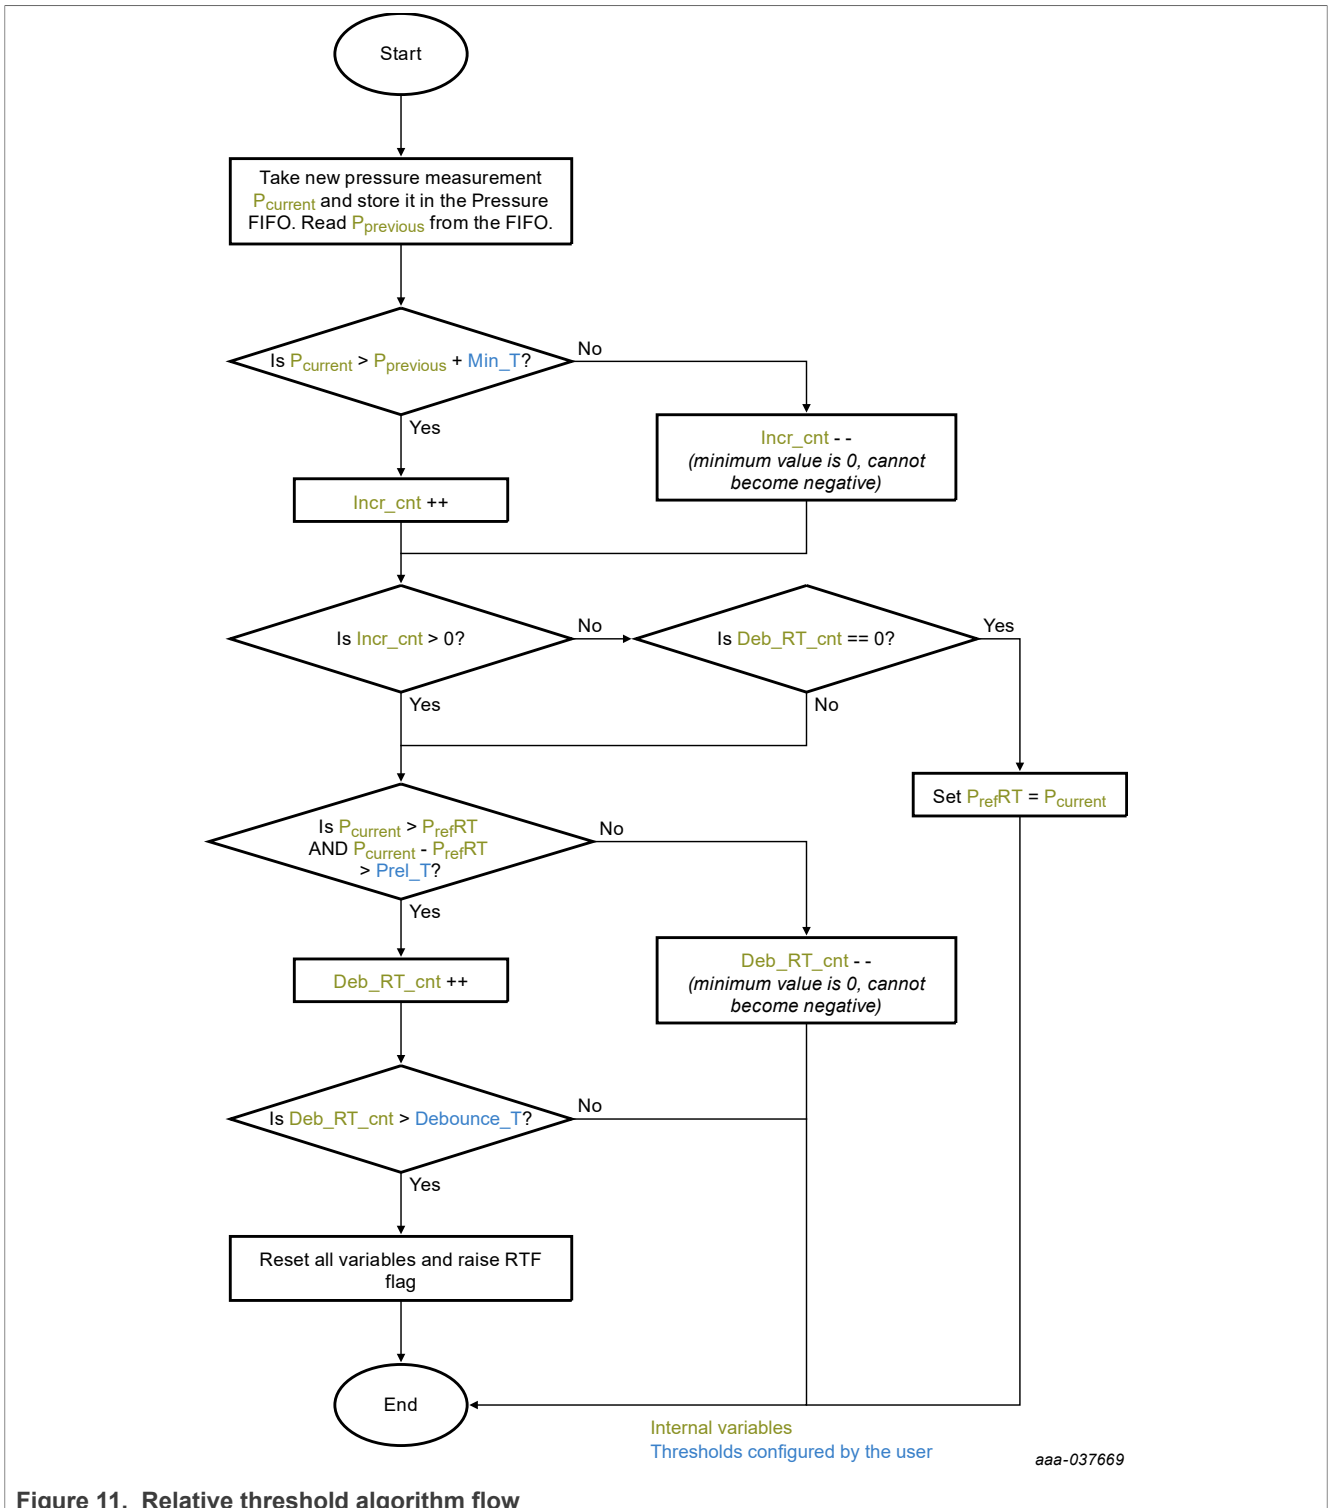 Start
Take new pressure measurement
Pcurrent and store it in the Pressure
FIFO. Read Pprevious from the FIFO.
Is Pcurrent > Pprevious + Min_T?
No
Yes
Incr_cnt - -
(minimum value is 0, cannot
become negative)
Incr_cnt ++
Is Incr_cnt > 0?
No
Is Deb_RT_cnt == 0?
Yes
Yes
No
Set PrefRT = Pcurrent
Is Pcurrent > PrefRT
AND Pcurrent - PrefRT
> Prel_T?
No
Yes
Deb_RT_cnt - -
(minimum value is 0, cannot
become negative)
Deb_RT_cnt ++
Is Deb_RT_cnt > Debounce_T?
No
Yes
Reset all variables and raise RTF
flag
End
Internal variables
Thresholds configured by the user
aaa-037669
Figure 11. Relative threshold algorithm flow